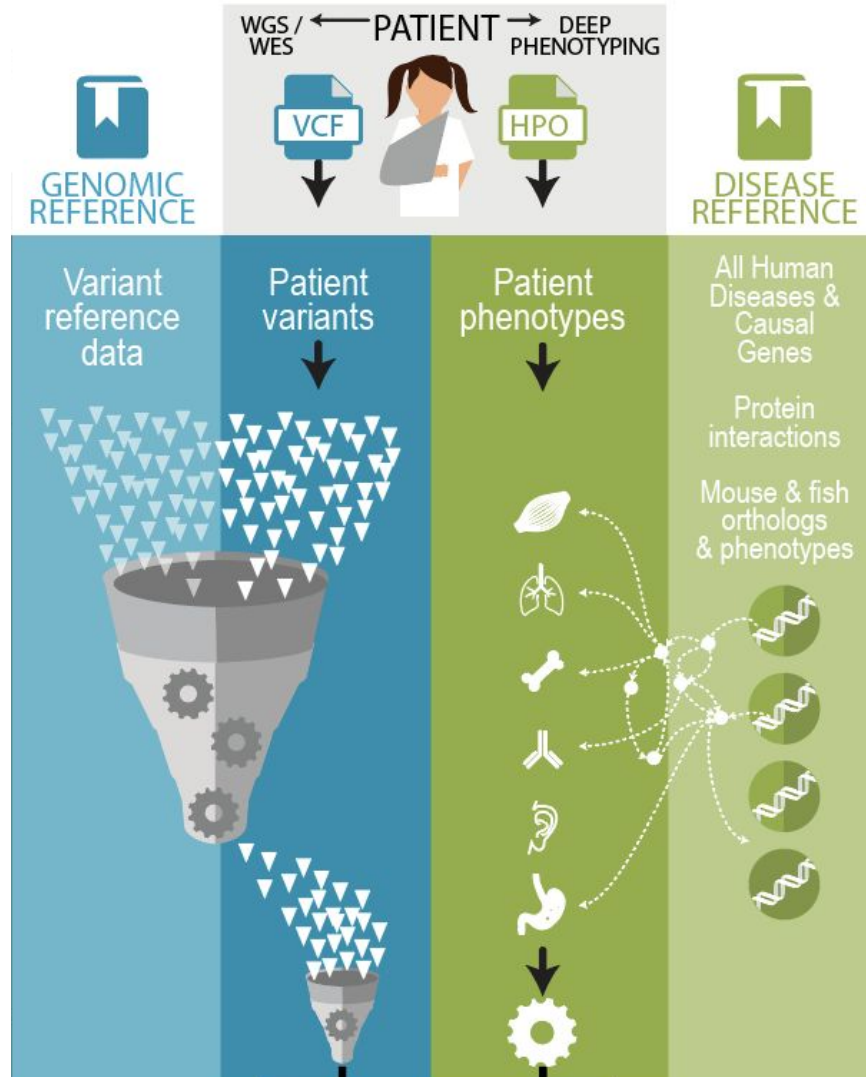 WGS /
WES
PATIENT
DEEP
PHENOTYPING
VCF
HPO
GENOMIC
REFERENCE
DISEASE
REFERENCE
Variant
reference
data
Patient
variants
Patient
phenotypes
All Human
Diseases &
Causal
Genes
Protein
interactions
Mouse & fish
orthologs
& phenotypes